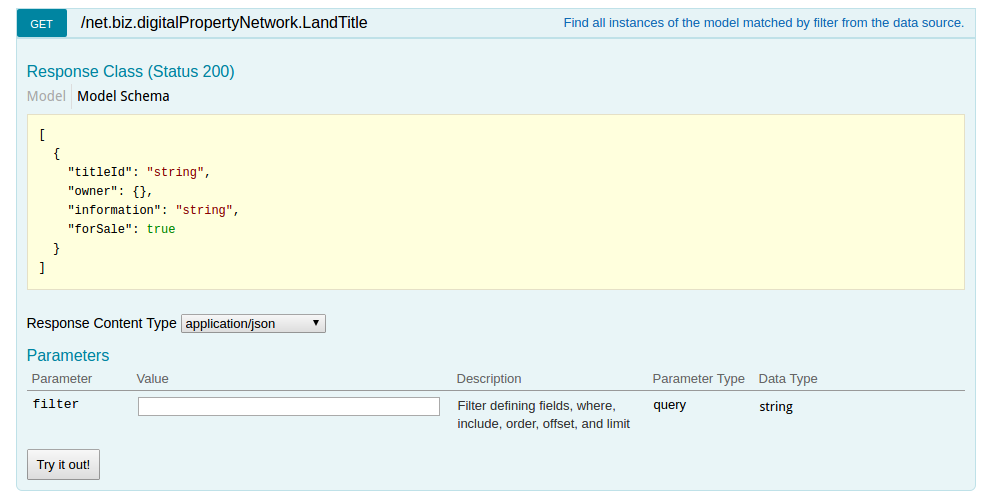 GET /net.biz.digitalPropertyNetwork.LandTitle Find all instances of the model matched by filter from the data source.
Response Class (Status 200)
Model Model Schema
[
  {
    "titleId": "string",
    "owner": {},
    "information": "string",
    "forSale": true
  }
]
Response Content Type application/json
Parameters
Parameter Value Description Parameter Type Data Type
filter Filter defining fields, where, query string
include, order, offset, and limit
Try it out!